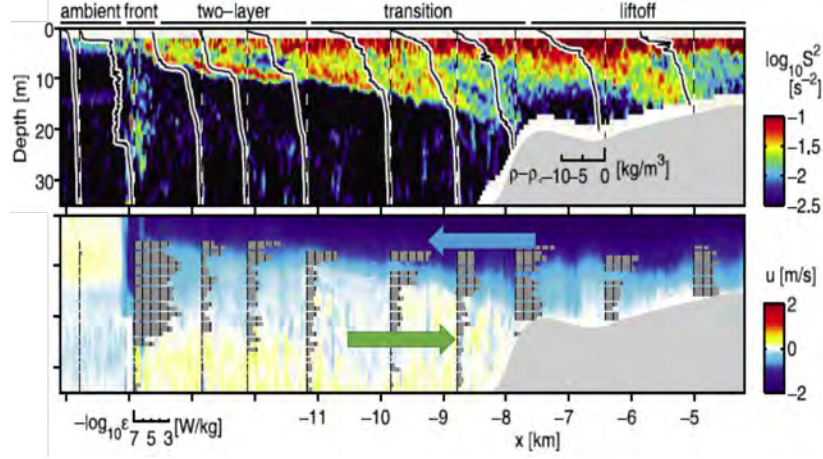 ambient front two-layer transition liftoff
0
10
20
30
Depth [m]
log₁₀S²
[s⁻²]
-1
-1.5
-2
-2.5
-10 -5 0 [kg/m³]
u [m/s]
2
0
-2
-log₁₀ε
7 5 3 [W/kg]
-11 -10 -9 -8 -7 -6 -5
x [km]